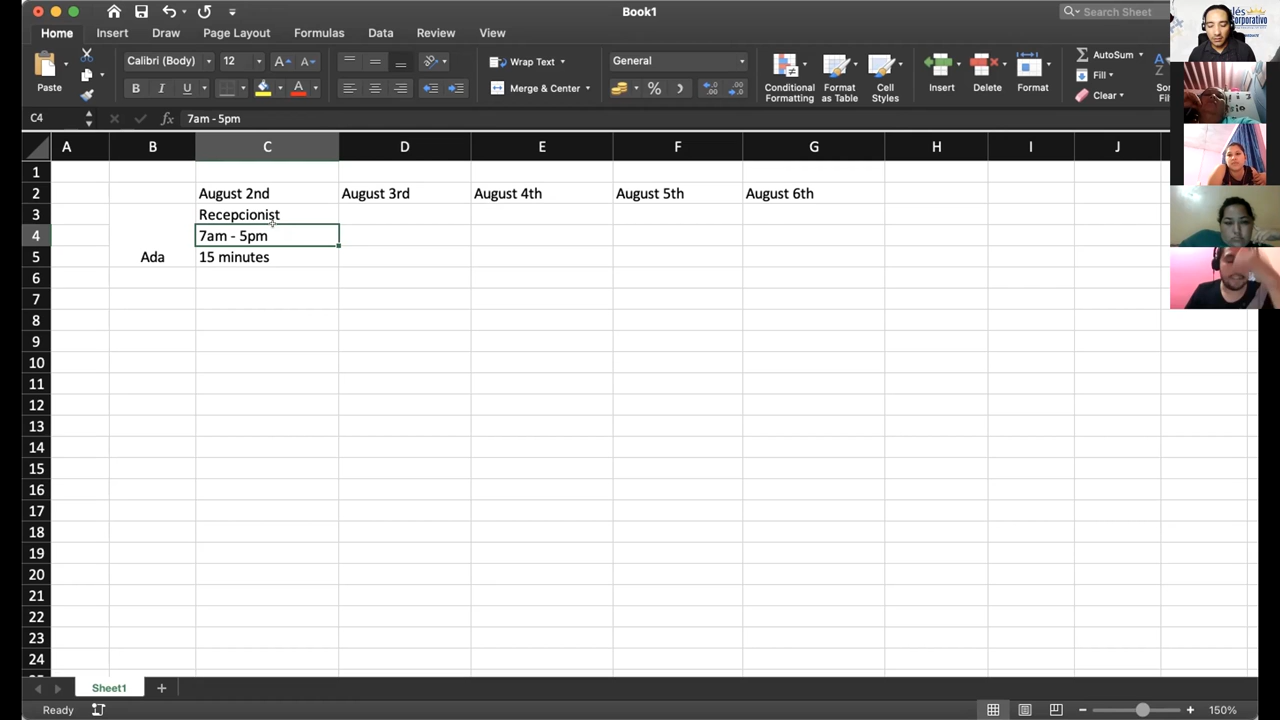 Book1
Search Sheet
Home Insert Draw Page Layout Formulas Data Review View
Paste
Calibri (Body) 12
B I U
Wrap Text
Merge & Center
General
Conditional Formatting
Format as Table
Cell Styles
Insert
Delete
Format
AutoSum
Fill
Clear
C4 fx 7am - 5pm
A B C D E F G H I J
1
2 August 2nd August 3rd August 4th August 5th August 6th
3 Recepcionist
4 7am - 5pm
5 Ada 15 minutes
6
7
8
9
10
11
12
13
14
15
16
17
18
19
20
21
22
23
24
Sheet1
Ready
150%